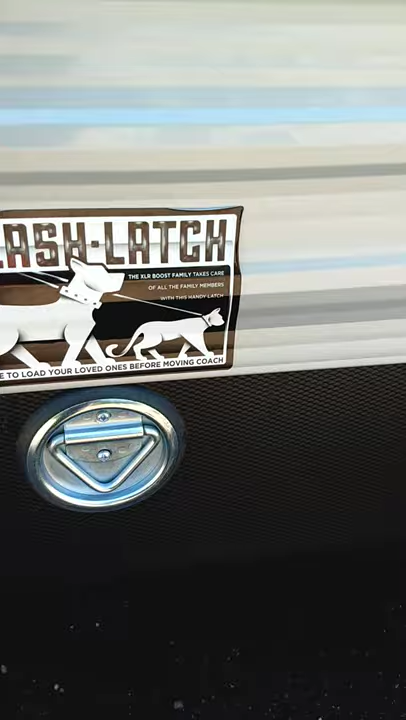 LASH-LATCH
THE XLR BOOST FAMILY TAKES CARE
OF ALL THE FAMILY MEMBERS
WITH THIS HANDY LATCH
E TO LOAD YOUR LOVED ONES BEFORE MOVING COACH